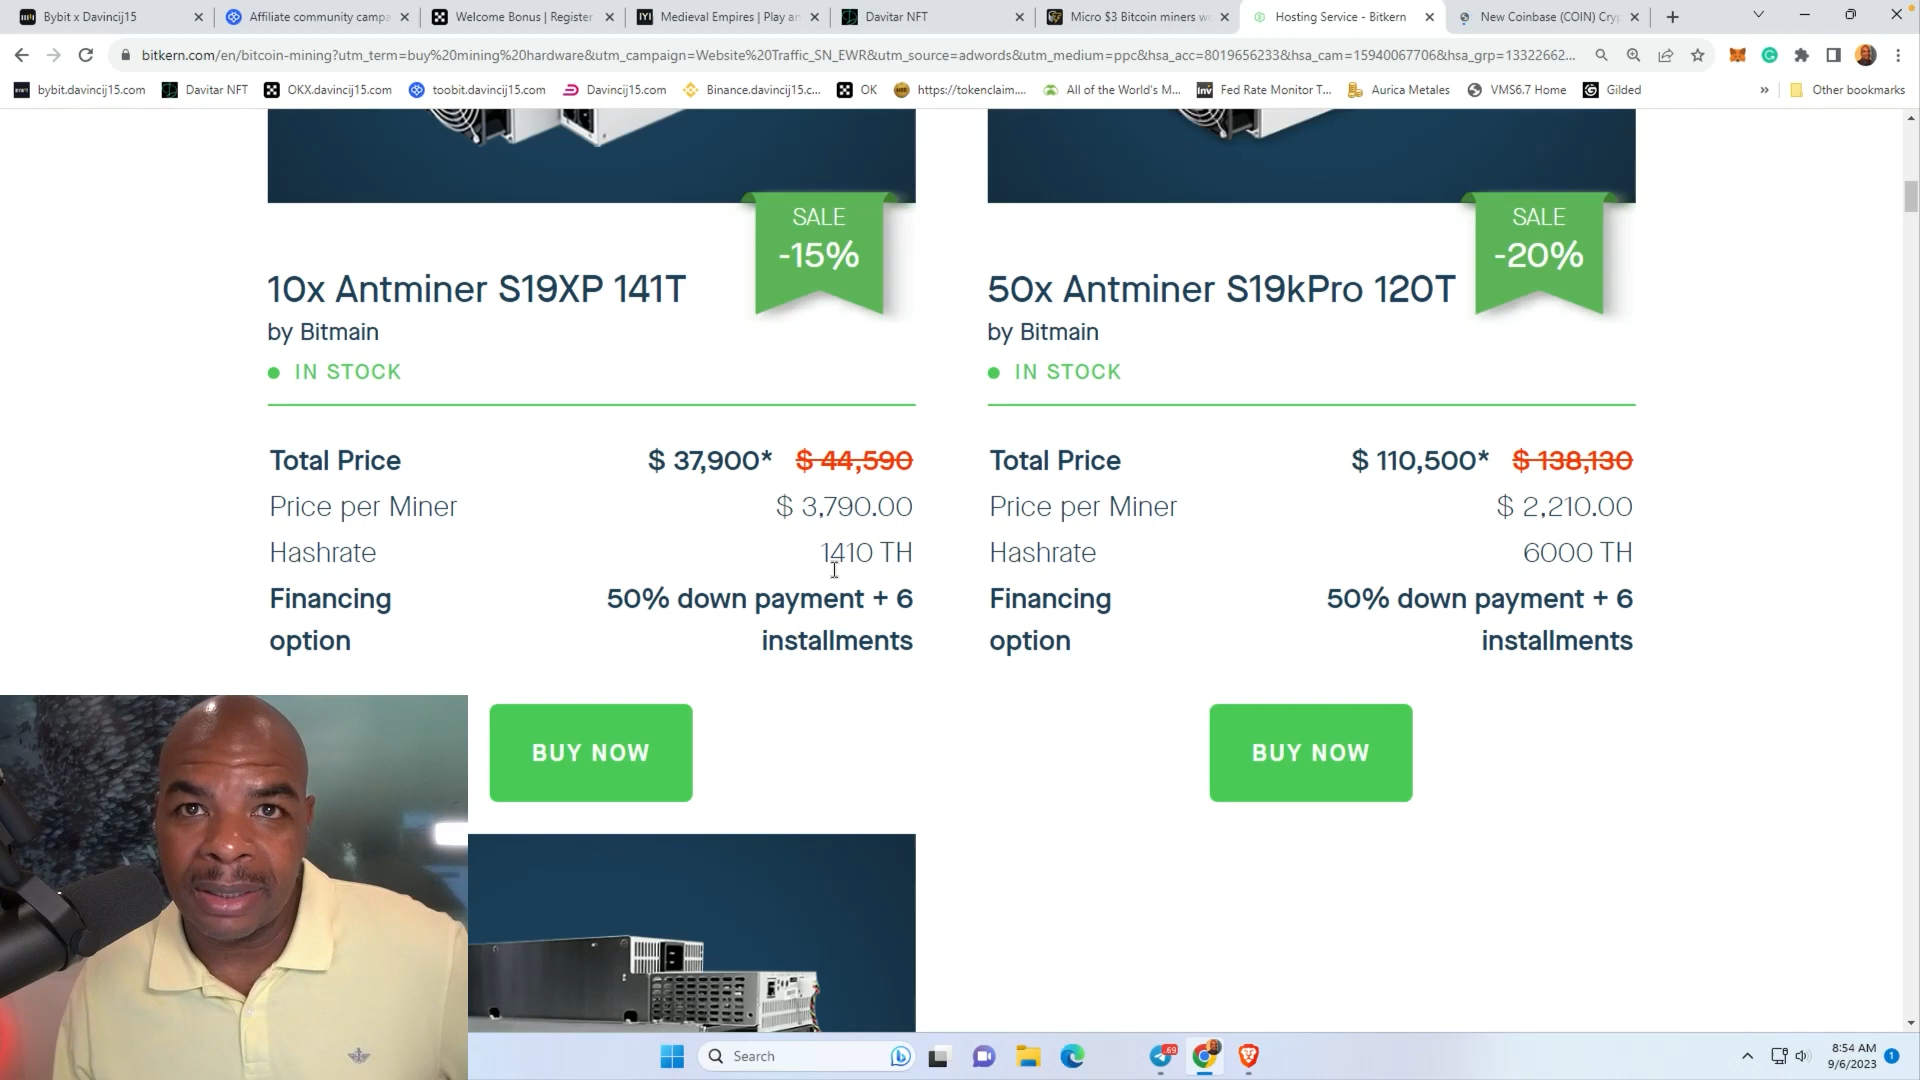 Bybit x Davincij15
Affiliate community campa
Welcome Bonus | Register
Medieval Empires | Play an
Davitar NFT
Micro $3 Bitcoin miners w
Hosting Service - Bitkern
New Coinbase (COIN) Cry
bitkern.com/en/bitcoin-mining?utm_term=buy%20mining%20hardware&utm_campaign=Website%20Traffic_SN_EWR&utm_source=adwords&utm_medium=ppc&hsa_acc=8019656233&hsa_cam=15940067706&hsa_grp=13322662...
bybit.davincij15.com
Davitar NFT
OKX.davincij15.com
toobit.davincij15.com
Davincij15.com
Binance.davincij15.c...
OK
https://tokenclaim....
All of the World's M...
Fed Rate Monitor T...
Aurica Metales
VMS6.7 Home
Gilded
Other bookmarks
SALE
-15%
10x Antminer S19XP 141T
by Bitmain
IN STOCK
Total Price $ 37,900* $ 44,590
Price per Miner $ 3,790.00
Hashrate 1410 TH
Financing option 50% down payment + 6 installments
BUY NOW
SALE
-20%
50x Antminer S19kPro 120T
by Bitmain
IN STOCK
Total Price $ 110,500* $ 138,130
Price per Miner $ 2,210.00
Hashrate 6000 TH
Financing option 50% down payment + 6 installments
BUY NOW
Search
69
8:54 AM
9/6/2023
1